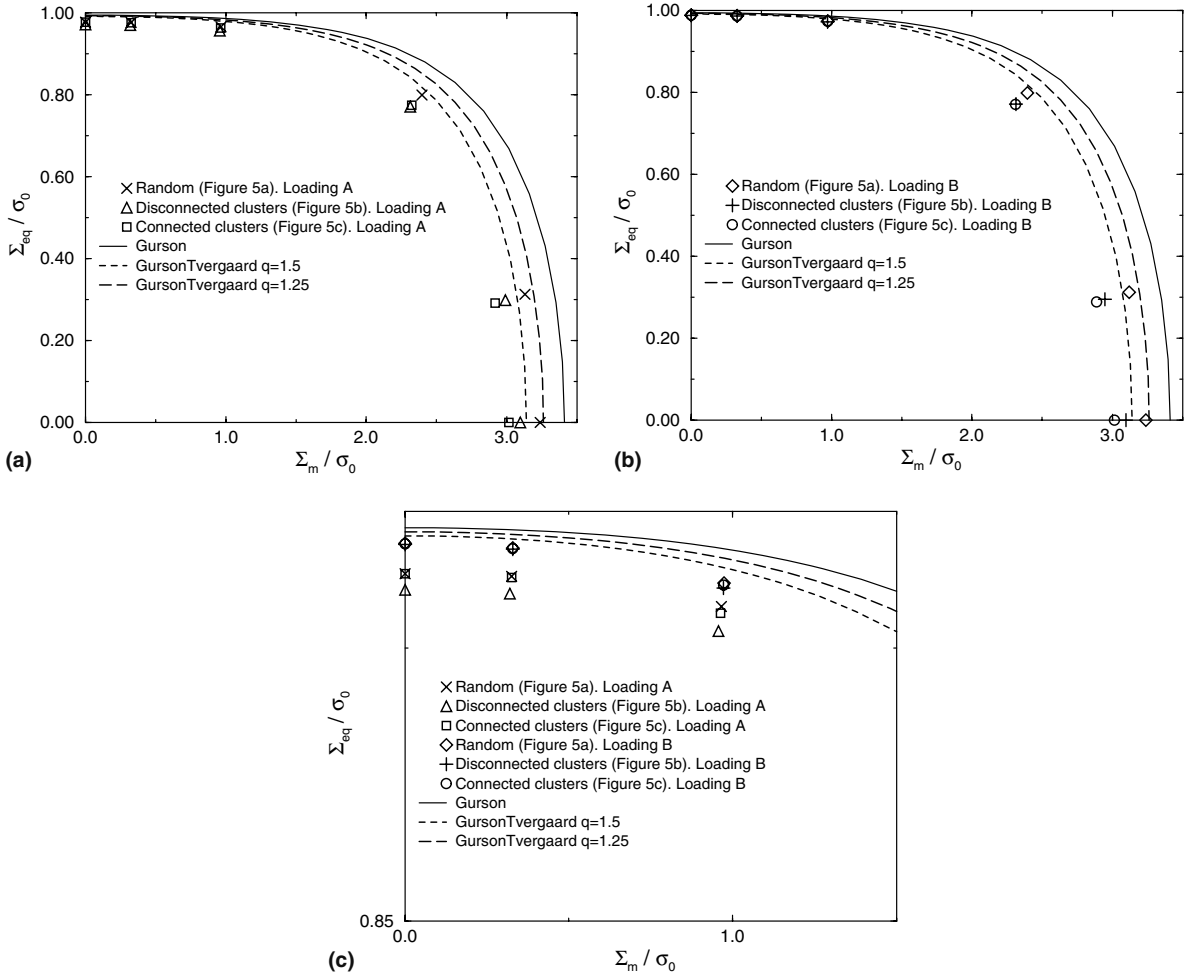 1.00
0.80
0.60
0.40
0.20
0.00
Σeq / σ0
× Random (Figure 5a). Loading A
△ Disconnected clusters (Figure 5b). Loading A
□ Connected clusters (Figure 5c). Loading A
Gurson
GursonTvergaard q=1.5
GursonTvergaard q=1.25
0.0
1.0
2.0
3.0
Σm / σ0
(a)
1.00
0.80
0.60
0.40
0.20
0.00
Σeq / σ0
◇ Random (Figure 5a). Loading B
+ Disconnected clusters (Figure 5b). Loading B
○ Connected clusters (Figure 5c). Loading B
Gurson
GursonTvergaard q=1.5
GursonTvergaard q=1.25
0.0
1.0
2.0
3.0
Σm / σ0
(b)
Σeq / σ0
× Random (Figure 5a). Loading A
△ Disconnected clusters (Figure 5b). Loading A
□ Connected clusters (Figure 5c). Loading A
◇ Random (Figure 5a). Loading B
+ Disconnected clusters (Figure 5b). Loading B
○ Connected clusters (Figure 5c). Loading B
Gurson
GursonTvergaard q=1.5
GursonTvergaard q=1.25
0.85
0.0
1.0
Σm / σ0
(c)